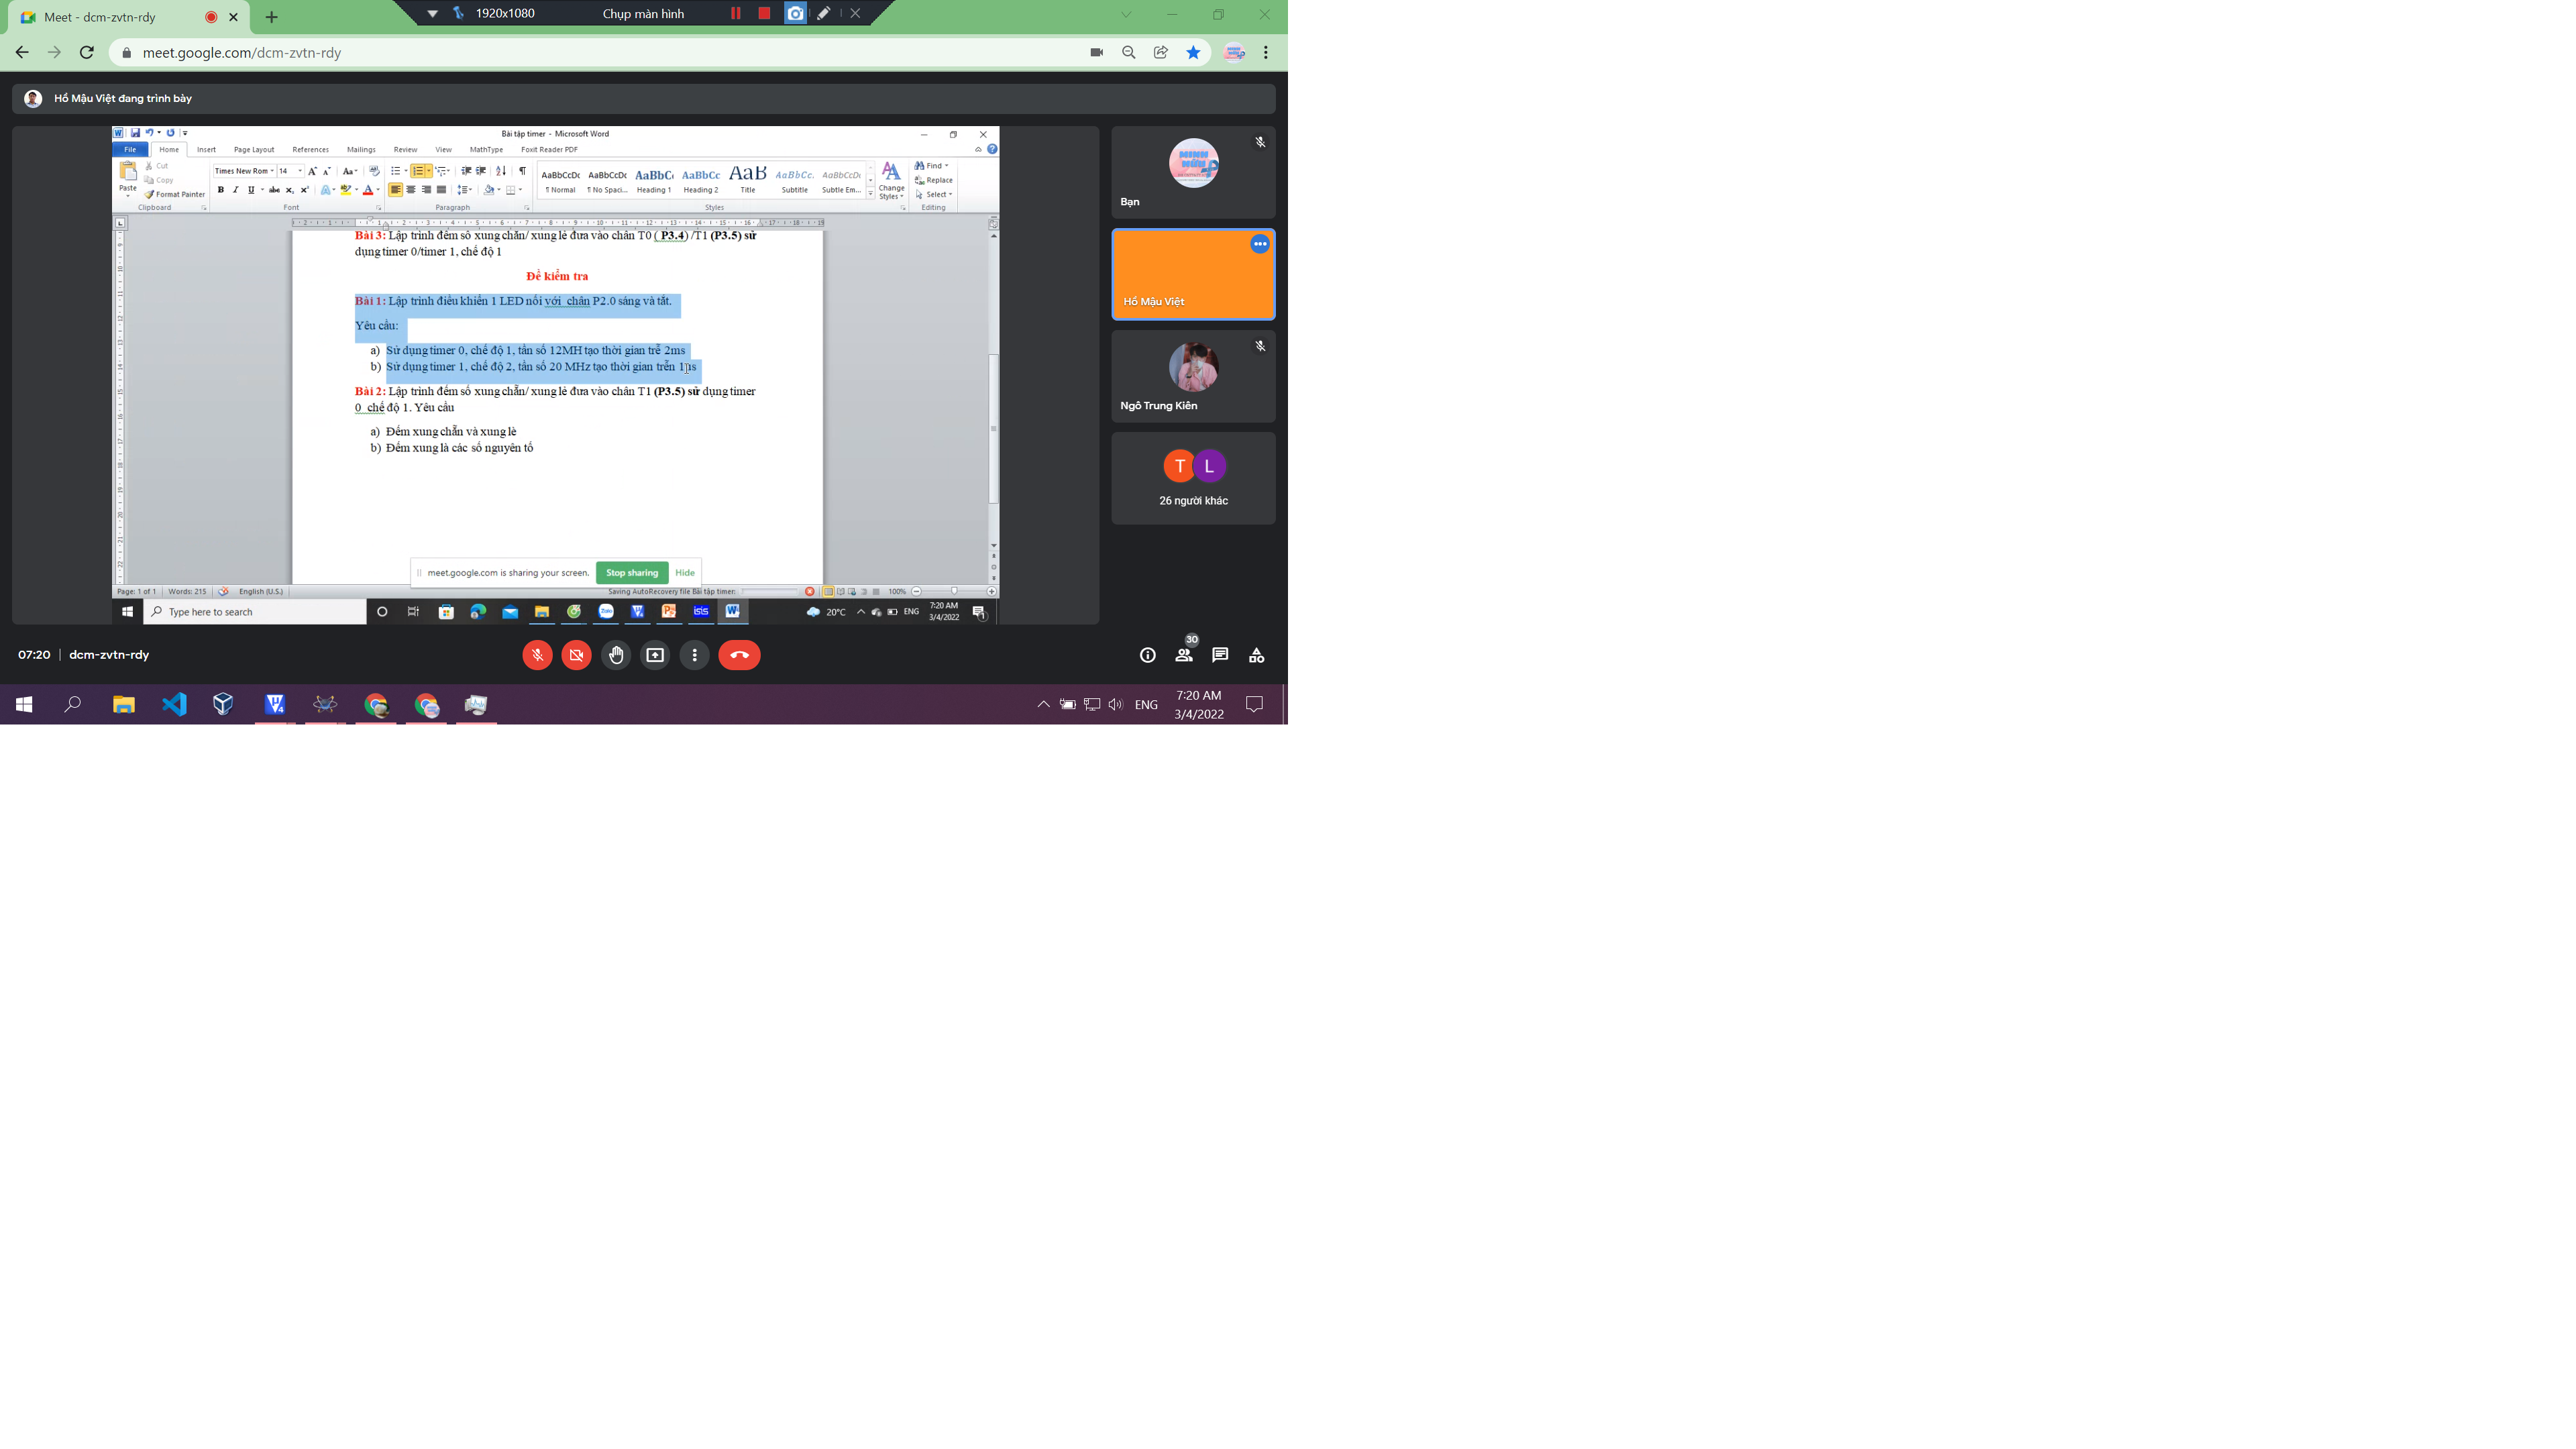 Meet - dcm-zvtn-rdy
1920x1080
Chụp màn hình
meet.google.com/dcm-zvtn-rdy
Hồ Mậu Việt đang trình bày
Bài tập timer - Microsoft Word
File Home Insert Page Layout References Mailings Review View MathType Foxit Reader PDF
Cut
Copy
Format Painter
Paste
Clipboard
Times New Rom 14
Font
Paragraph
AaBbCcDc AaBbCcDc AaBbC AaBbCc AaB AaBbCc. AaBbCcDc
¶ Normal ¶ No Spaci... Heading 1 Heading 2 Title Subtitle Subtle Em...
Change Styles
Styles
Find
Replace
Select
Editing
Bài 3: Lập trình đếm số xung chẵn/ xung lẻ đưa vào chân T0 ( P3.4) /T1 (P3.5) sử
dụng timer 0/timer 1, chế độ 1
Đề kiểm tra
Bài 1: Lập trình điều khiển 1 LED nối với chân P2.0 sáng và tắt.
Yêu cầu:
a) Sử dụng timer 0, chế độ 1, tần số 12MH tạo thời gian trễ 2ms
b) Sử dụng timer 1, chế độ 2, tần số 20 MHz tạo thời gian trễn 1ms
Bài 2: Lập trình đếm số xung chẵn/ xung lẻ đưa vào chân T1 (P3.5) sử dụng timer
0 chế độ 1. Yêu cầu
a) Đếm xung chẵn và xung lẻ
b) Đếm xung là các số nguyên tố
meet.google.com is sharing your screen. Stop sharing Hide
Page: 1 of 1 Words: 215 English (U.S.) Saving AutoRecovery file Bài tập timer: 100%
Type here to search
20°C ENG 7:20 AM
3/4/2022
MINH
HỮU
Bạn
Hồ Mậu Việt
Ngô Trung Kiên
T L
26 người khác
07:20 | dcm-zvtn-rdy
30
ENG
7:20 AM
3/4/2022